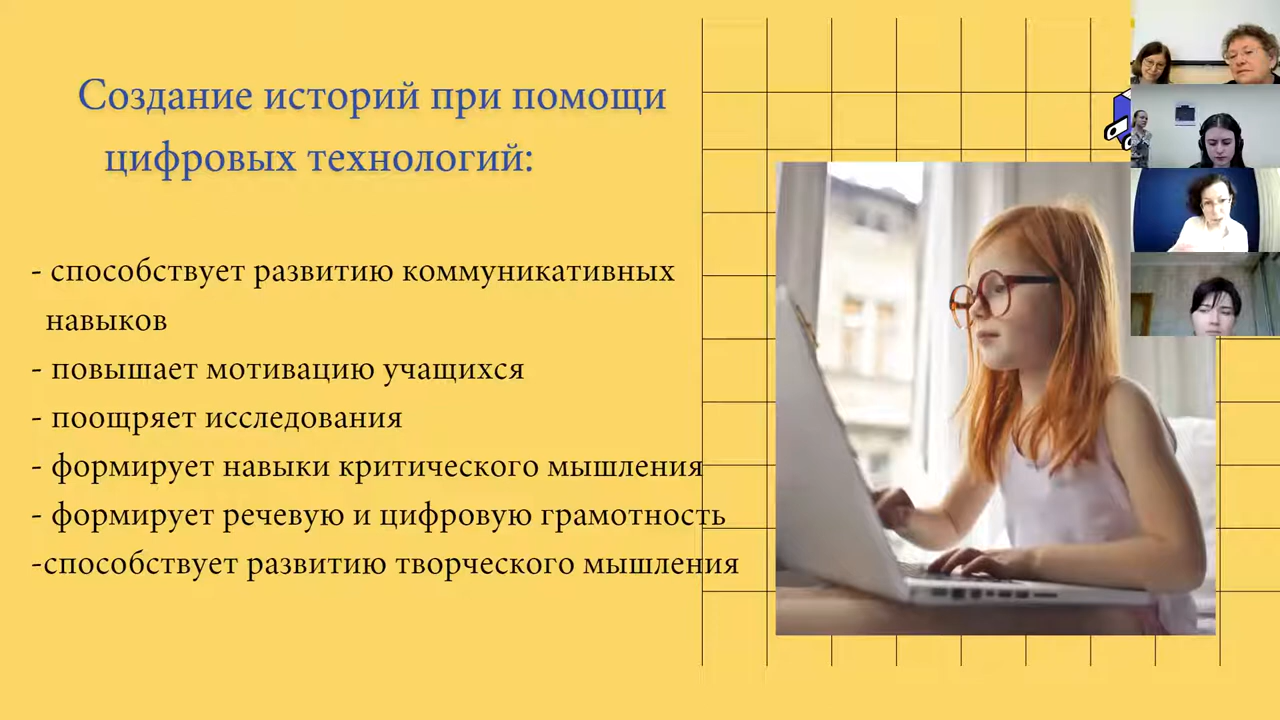 Создание историй при помощи
цифровых технологий:
- способствует развитию коммуникативных
навыков
- повышает мотивацию учащихся
- поощряет исследования
- формирует навыки критического мышления
- формирует речевую и цифровую грамотность
-способствует развитию творческого мышления